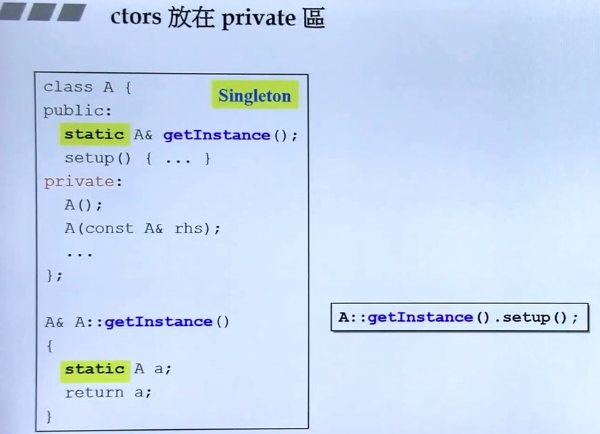 ctors 放在 private 區
class A {
Singleton
public:
static A& getInstance();
setup() { ... }
private:
A();
A(const A& rhs);
...
};
A& A::getInstance()
{
static A a;
return a;
}
A::getInstance().setup();